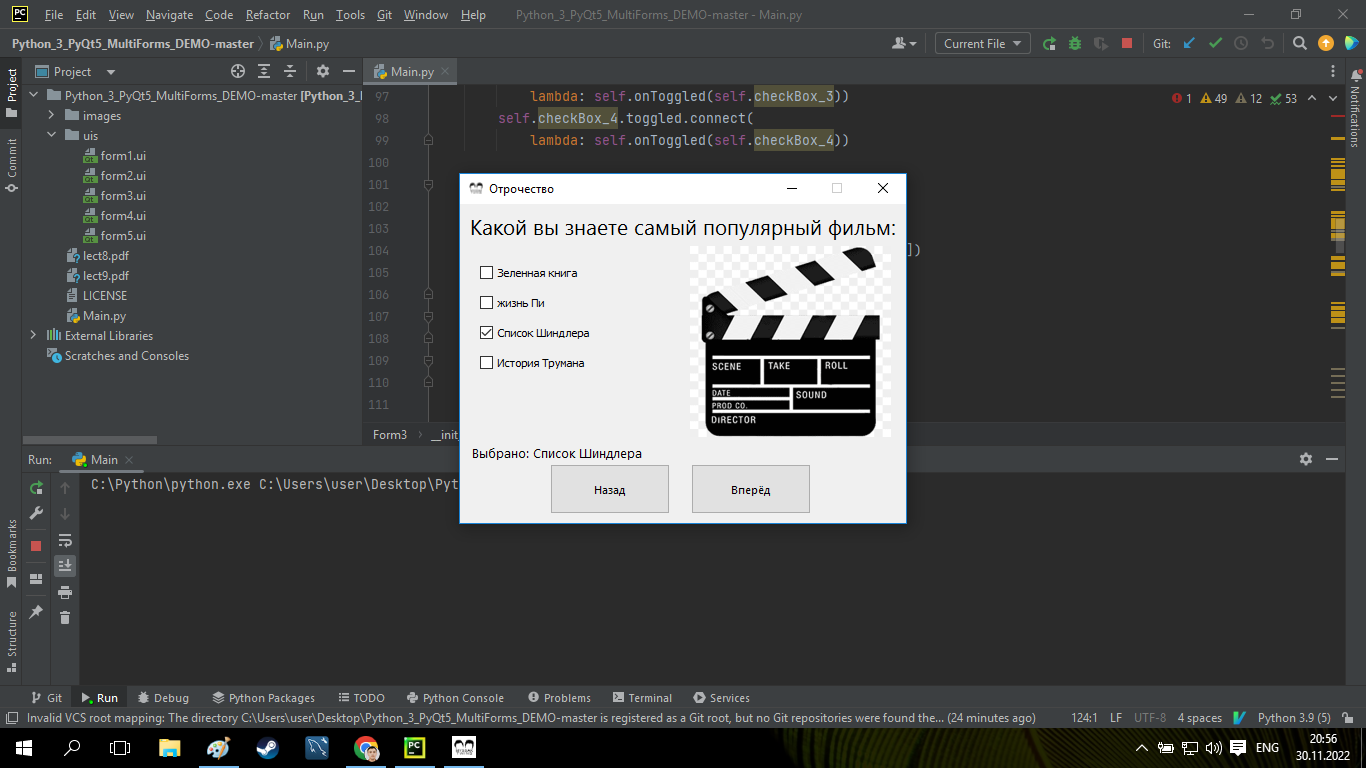 File Edit View Navigate Code Refactor Run Tools Git Window Help Python_3_PyQt5_MultiForms_DEMO-master - Main.py
Python_3_PyQt5_MultiForms_DEMO-master Main.py Current File Git:
Project Main.py
Python_3_PyQt5_MultiForms_DEMO-master [Python_3_
images
uis
form1.ui
form2.ui
form3.ui
form4.ui
form5.ui
lect8.pdf
lect9.pdf
LICENSE
Main.py
External Libraries
Scratches and Consoles
Project
Commit
Bookmarks
Structure
Notifications
1 49 12 53
97 lambda: self.onToggled(self.checkBox_3))
98 self.checkBox_4.toggled.connect(
99 lambda: self.onToggled(self.checkBox_4))
100
101
102
103
104 ])
105
106
107
108
109
110
111
Form3 __init_
Отрочество
Какой вы знаете самый популярный фильм:
Зеленная книга
жизнь Пи
Список Шиндлера
История Трумана
SCENE TAKE ROLL
DATE
PROD CO. SOUND
DIRECTOR
Выбрано: Список Шиндлера
Назад Вперёд
Run: Main
C:\Python\python.exe C:\Users\user\Desktop\Pyt
Git Run Debug Python Packages TODO Python Console Problems Terminal Services
Invalid VCS root mapping: The directory C:\Users\user\Desktop\Python_3_PyQt5_MultiForms_DEMO-master is registered as a Git root, but no Git repositories were found the... (24 minutes ago) 124:1 LF UTF-8 4 spaces Python 3.9 (5)
ENG
20:56
30.11.2022